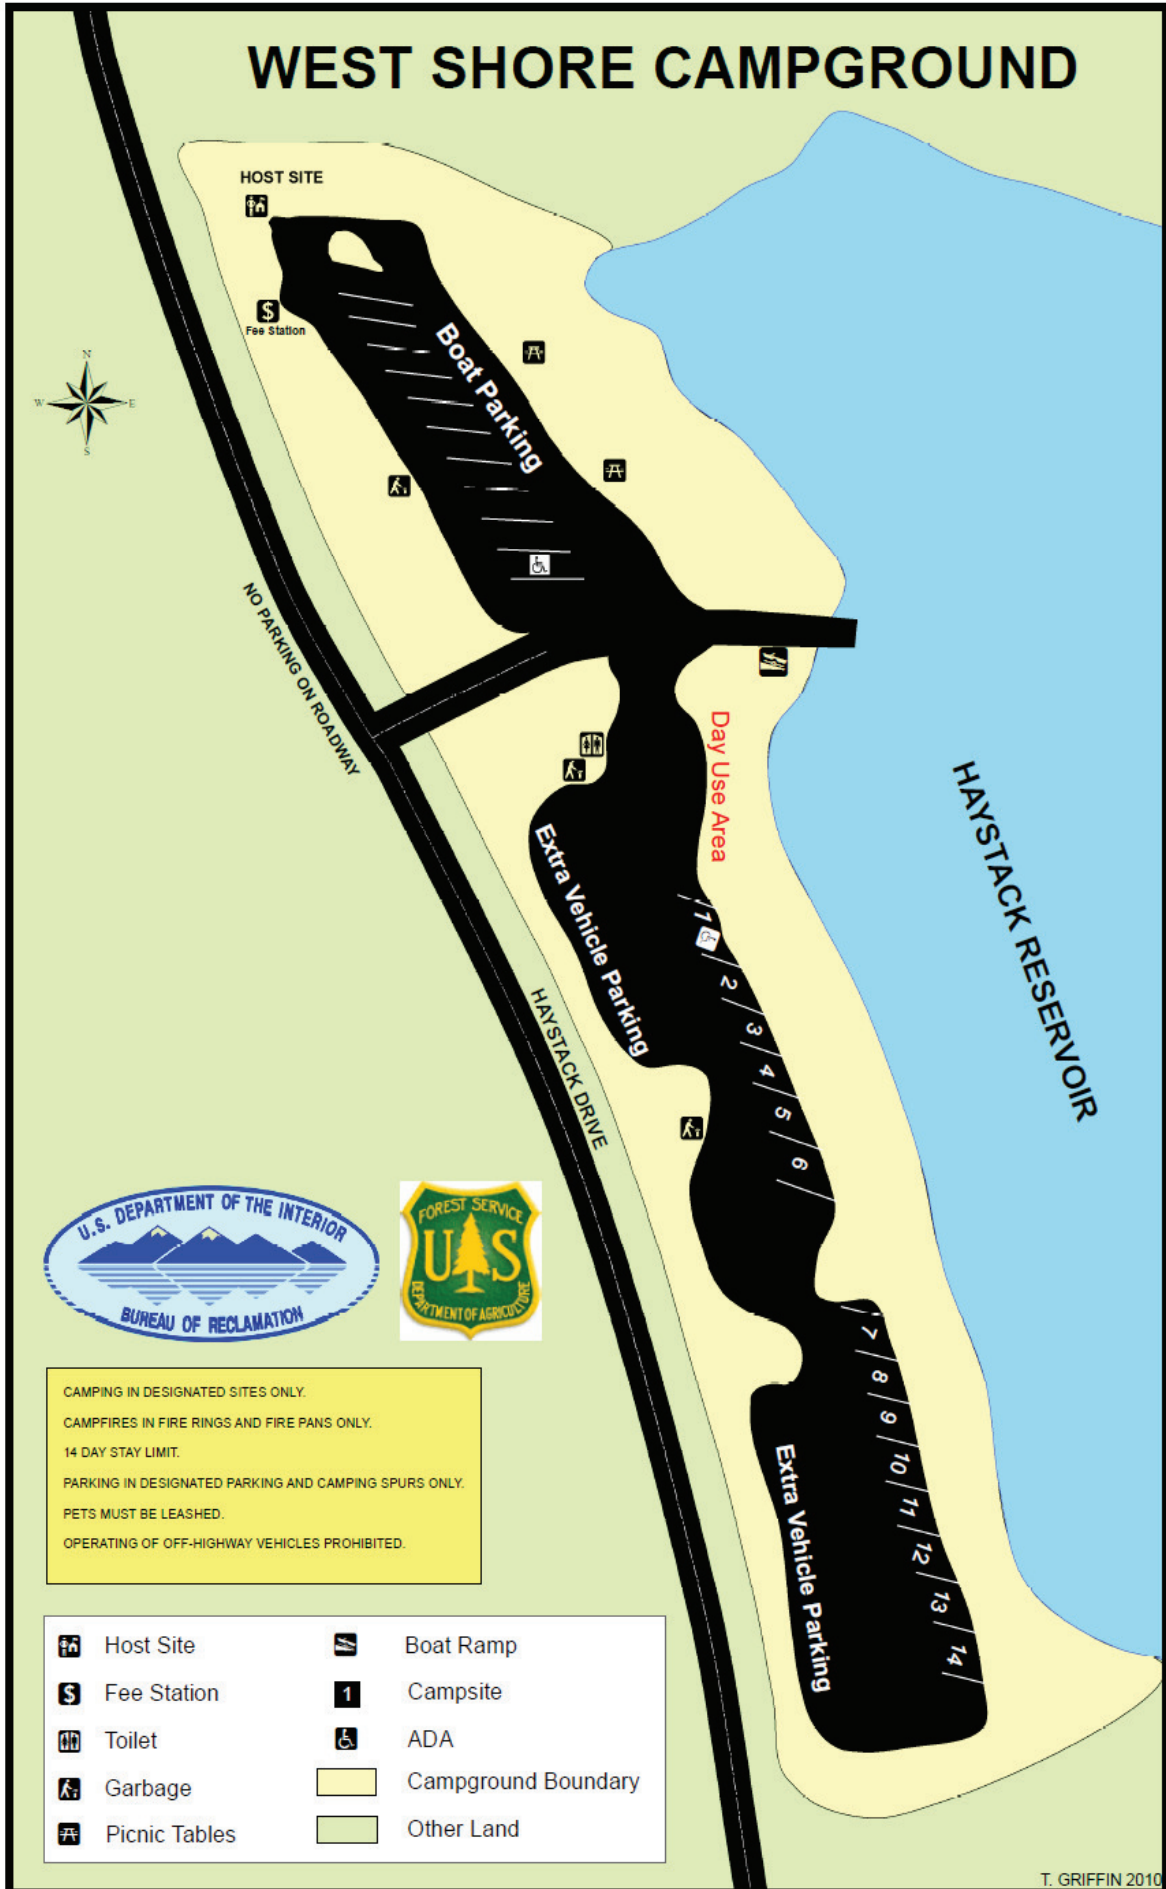 WEST SHORE CAMPGROUND
HOST SITE
$
Fee Station
N
W
E
S
Boat Parking
NO PARKING ON ROADWAY
Day Use Area
Extra Vehicle Parking
HAYSTACK RESERVOIR
HAYSTACK DRIVE
1
2
3
4
5
6
7
8
9
10
11
12
13
14
Extra Vehicle Parking
U.S. DEPARTMENT OF THE INTERIOR
BUREAU OF RECLAMATION
FOREST SERVICE
U S
DEPARTMENT OF AGRICULTURE
CAMPING IN DESIGNATED SITES ONLY.
CAMPFIRES IN FIRE RINGS AND FIRE PANS ONLY.
14 DAY STAY LIMIT.
PARKING IN DESIGNATED PARKING AND CAMPING SPURS ONLY.
PETS MUST BE LEASHED.
OPERATING OF OFF-HIGHWAY VEHICLES PROHIBITED.
Host Site
$ Fee Station
Toilet
Garbage
Picnic Tables
Boat Ramp
1 Campsite
ADA
Campground Boundary
Other Land
T. GRIFFIN 2010